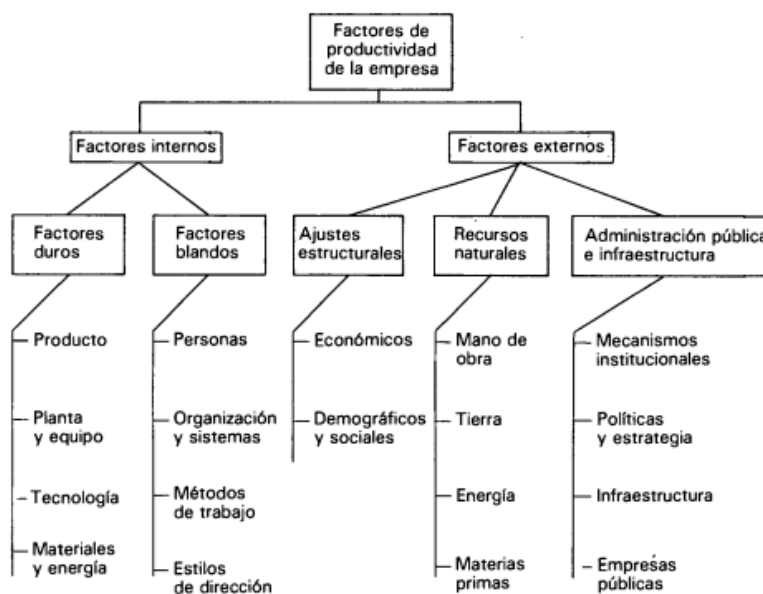 Factores de
productividad
de la empresa
Factores internos
Factores externos
Factores
duros
Factores
blandos
Ajustes
estructurales
Recursos
naturales
Administración pública
e infraestructura
Producto
Planta
y equipo
Tecnología
Materiales
y energía
Personas
Organización
y sistemas
Métodos
de trabajo
Estilos
de dirección
Económicos
Demográficos
y sociales
Mano de
obra
Tierra
Energía
Materias
primas
Mecanismos
institucionales
Políticas
y estrategia
Infraestructura
Empresas
públicas